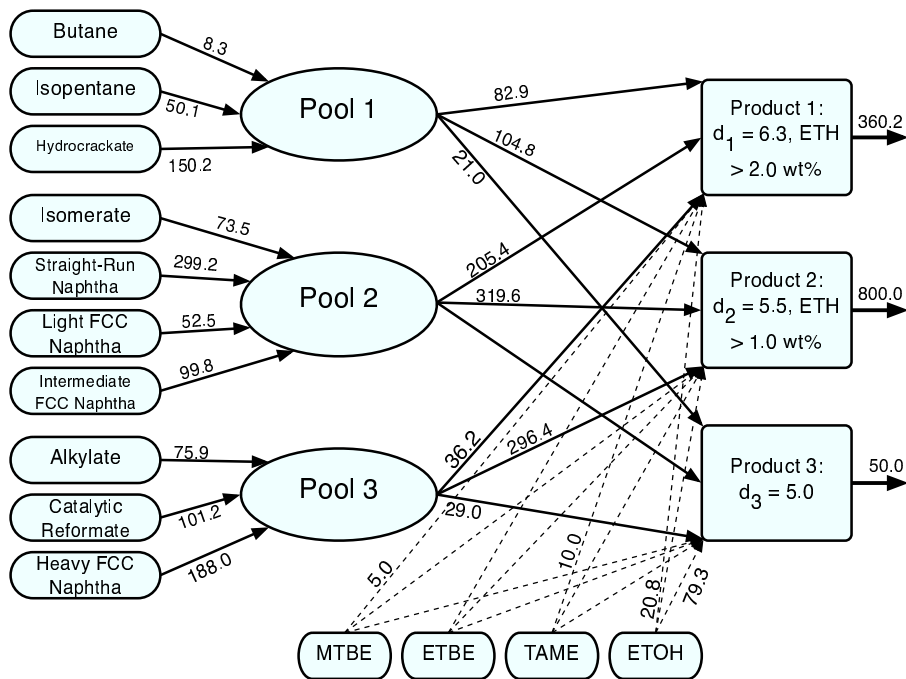 Butane
8.3
Isopentane
50.1
Hydrocrackate
150.2
Pool 1
82.9
104.8
21.0
Product 1:
d1 = 6.3, ETH
> 2.0 wt%
360.2
Isomerate
73.5
Straight-Run
Naphtha
299.2
Light FCC
Naphtha
52.5
Intermediate
FCC Naphtha
99.8
Pool 2
205.4
319.6
Product 2:
d2 = 5.5, ETH
> 1.0 wt%
800.0
Alkylate
75.9
Catalytic
Reformate
101.2
Heavy FCC
Naphtha
188.0
Pool 3
36.2
296.4
29.0
Product 3:
d3 = 5.0
50.0
5.0
10.0
20.8
79.3
MTBE
ETBE
TAME
ETOH